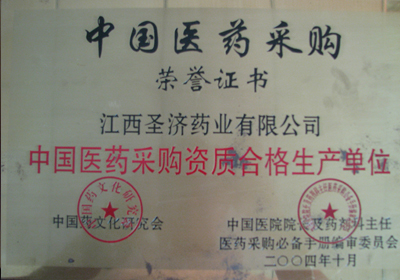 中国医药采购
荣誉证书
江西圣济药业有限公司
中国医药采购资质合格生产单位
中国药文化研究会
中国医院院长及药剂科主任
医药采购必备手册编审委员会
二〇〇四年十月